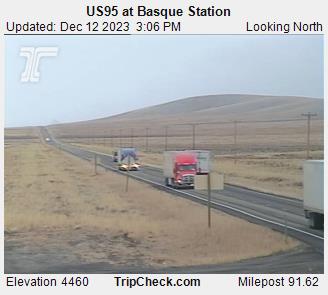 US95 at Basque Station
Updated: Dec 12 2023  3:06 PM Looking North
Elevation 4460 TripCheck.com Milepost 91.62